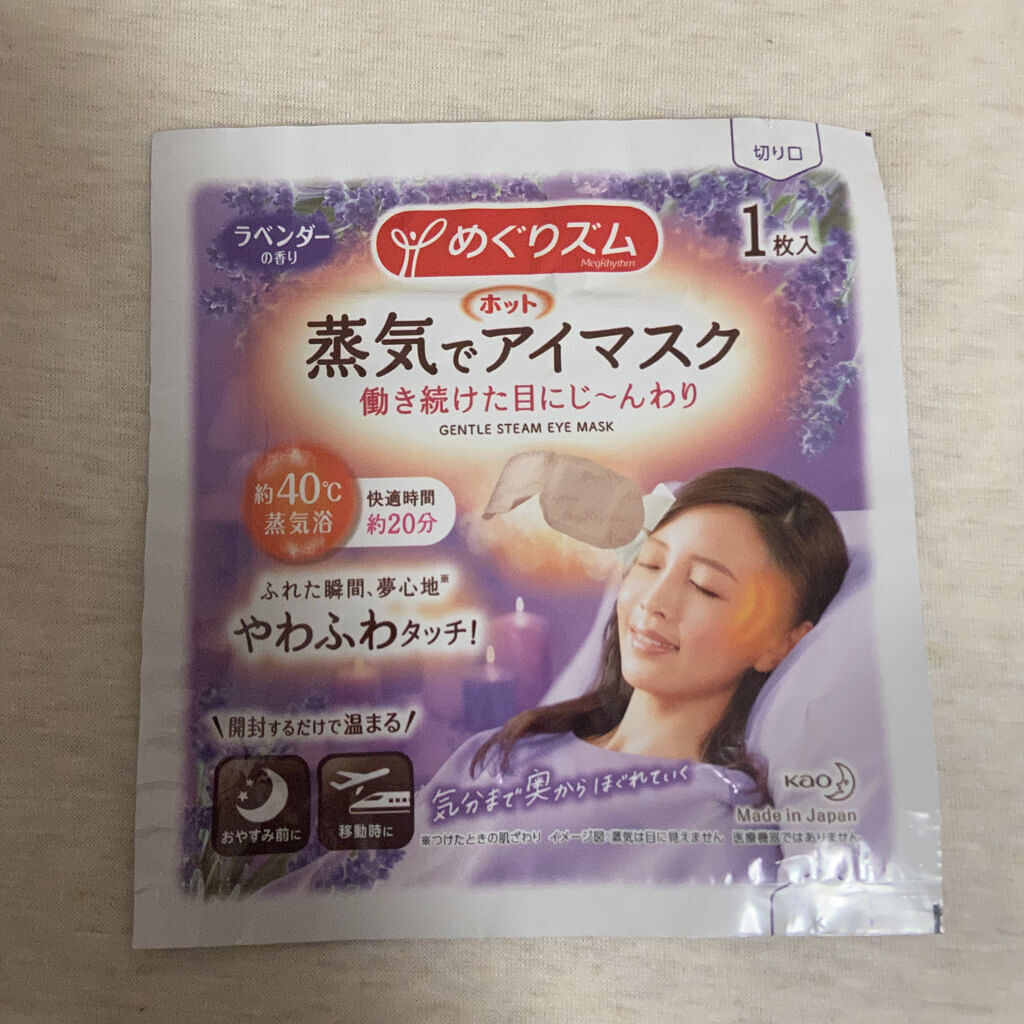 切り口
ラベンダー
の香り
めぐりズム
MegRhythm
1枚入
ホット
蒸気でアイマスク
働き続けた目にじ〜んわり
GENTLE STEAM EYE MASK
約40℃
蒸気浴
快適時間
約20分
ふれた瞬間、夢心地※
やわふわタッチ!
\開封するだけで温まる/
おやすみ前に
移動時に
気分まで奥からほぐれていく
Kao
Made in Japan
※つけたときの肌ざわり イメージ図:蒸気は目に見えません 医療機器ではありません
K